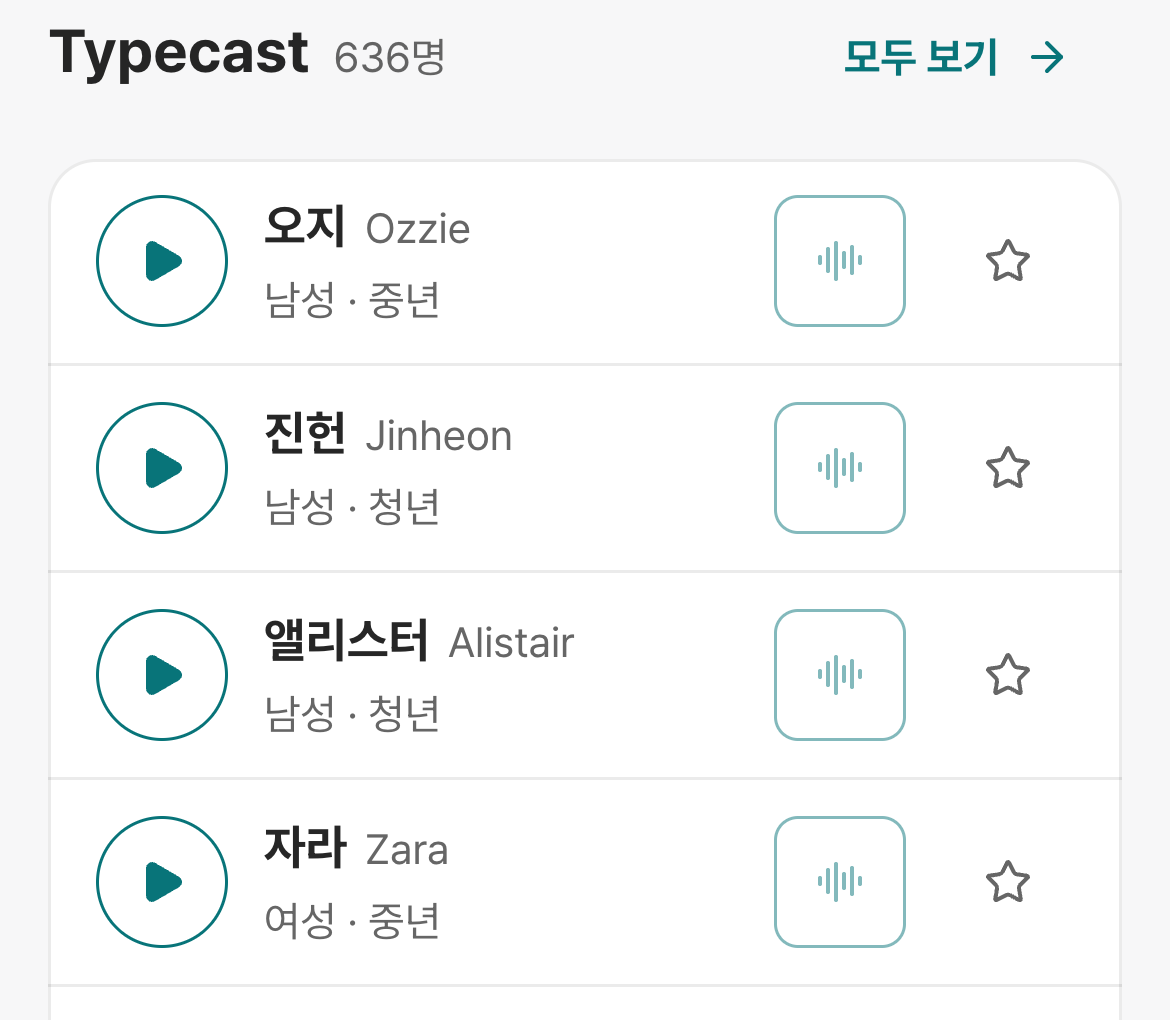 Typecast 636명
모두 보기 →
오지 Ozzie
남성 · 중년
진헌 Jinheon
남성 · 청년
앨리스터 Alistair
남성 · 청년
자라 Zara
여성 · 중년